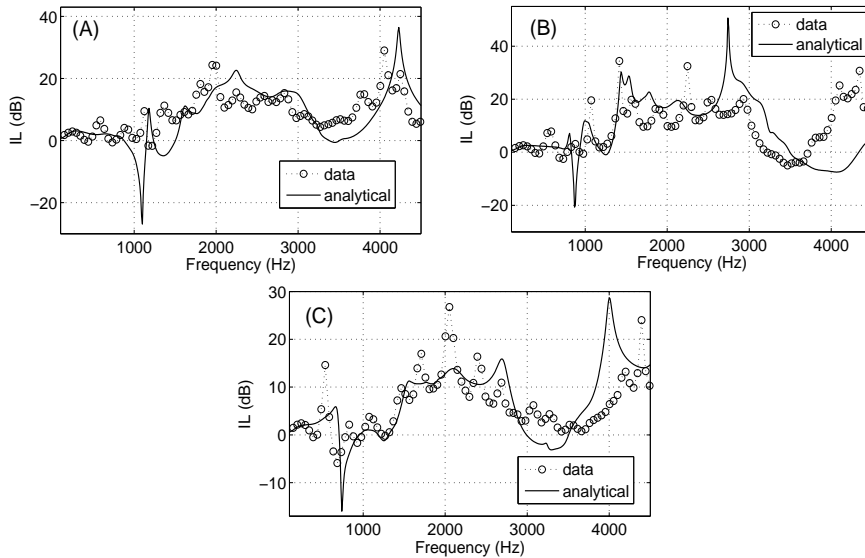 (A)
40
20
0
−20
IL (dB)
data
analytical
1000
2000
3000
4000
Frequency (Hz)
(B)
40
20
0
−20
IL (dB)
data
analytical
1000
2000
3000
4000
Frequency (Hz)
(C)
30
20
10
0
−10
IL (dB)
data
analytical
1000
2000
3000
4000
Frequency (Hz)